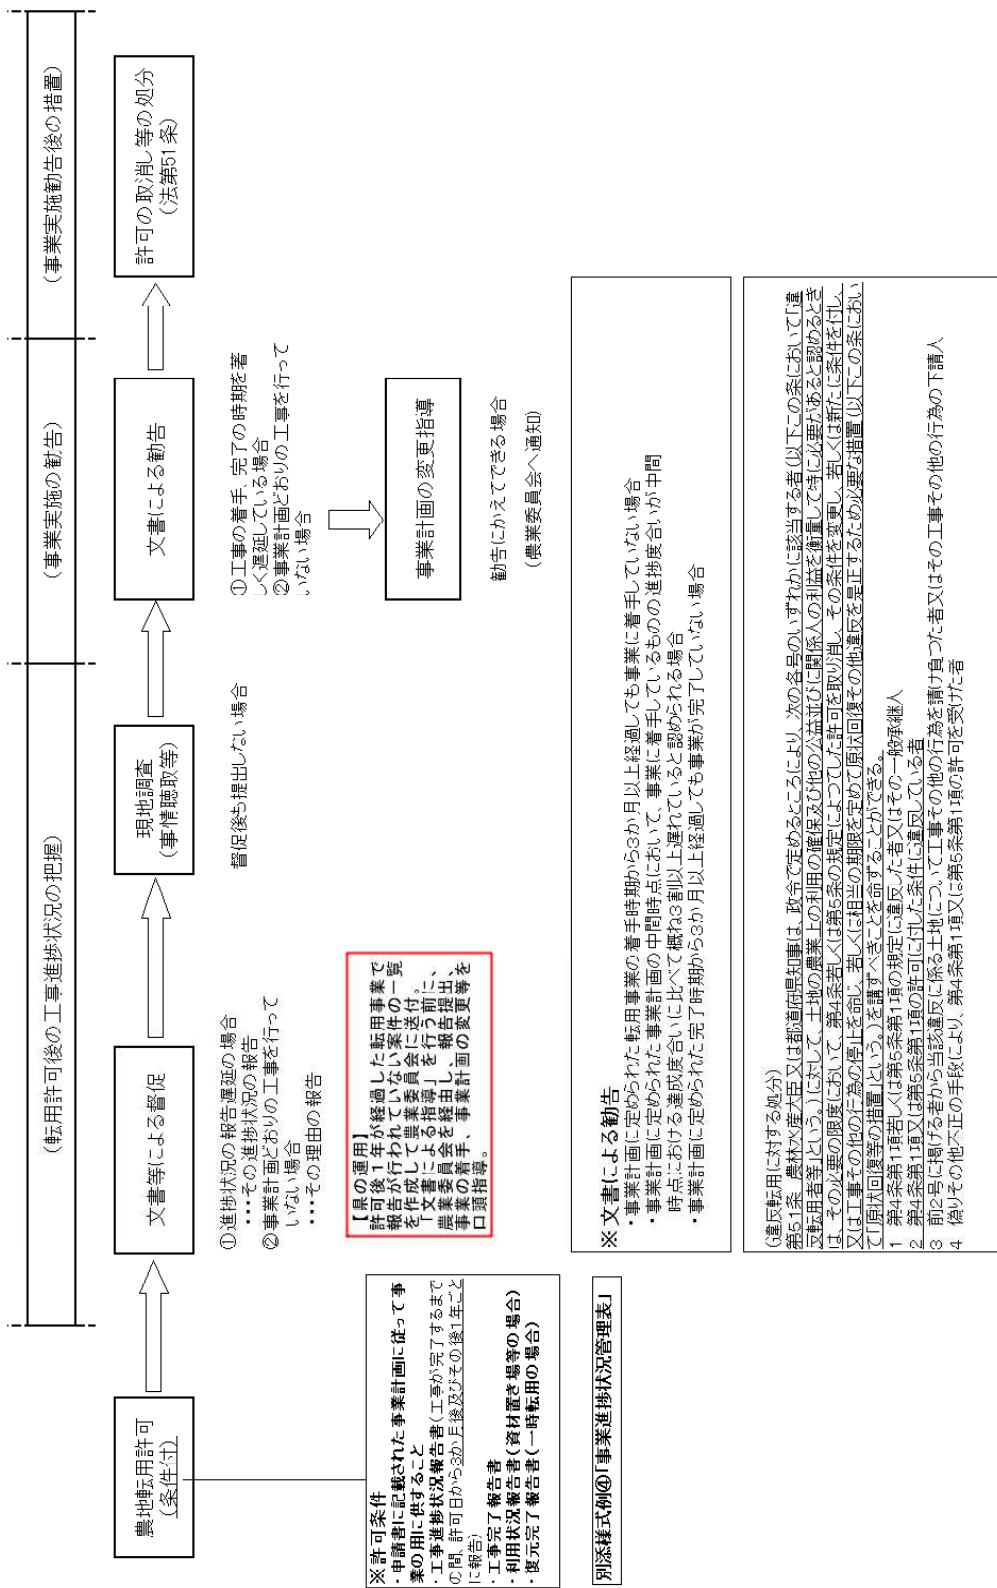 (転用許可後の工事進捗状況の把握)
(事業実施の勧告)
(事業実施勧告後の措置)
農地転用許可
(条件付)
文書等による督促
現地調査
(事情聴取等)
文書による勧告
許可の取消し等の処分
(法第51条)
①進捗状況の報告遅延の場合
・・・その進捗状況の報告
②事業計画どおりの工事を行って
いない場合
・・・その理由の報告
督促後も提出しない場合
①工事の着手、完了の時期を著
しく遅延している場合
②事業計画どおりの工事を行って
いない場合
【県の運用】
許可後1年が経過した転用事業で
報告が行われていない案件の一覧
を作成して農業委員会に送付。
「文書による指導」を行う前に、
農業委員会を経由し、報告提出、
事業の着手、事業計画の変更等を
口頭指導。
事業計画の変更指導
勧告にかえてできる場合
(農業委員会へ通知)
※許可条件
・申請書に記載された事業計画に従って事
業の用に供すること
・工事進捗状況報告書(工事が完了するまで
の間、許可日から3か月後及びその後1年ごと
に報告)
・工事完了報告書
・利用状況報告書(資材置き場等の場合)
・復元完了報告書(一時転用の場合)
別添様式例④「事業進捗状況管理表」
※文書による勧告
・事業計画に定められた転用事業の着手時期から3か月以上経過しても事業に着手していない場合
・事業計画に定められた事業計画の中間時点において、事業に着手しているものの進捗度合いが中間
時点における達成度合いに比べて概ね3割以上遅れていると認められる場合
・事業計画に定められた完了時期から3か月以上経過しても事業が完了していない場合
(違反転用に対する処分)
第51条 農林水産大臣又は都道府県知事は、政令で定めるところにより、次の各号のいずれかに該当する者(以下この条において「違
反転用者等」という。)に対して、土地の農業上の利用の確保及び他の公益並びに関係人の利益を衡量して特に必要があると認めるとき
は、その必要の限度において、第4条若しくは第5条の規定によつてした許可を取り消し、その条件を変更し、若しくは新たに条件を付し、
又は工事その他の行為の停止を命じ、若しくは相当の期限を定めて原状回復その他違反を是正するため必要な措置(以下この条におい
て「原状回復等の措置」という。)を講ずべきことを命ずることができる。
1 第4条第1項若しくは第5条第1項の規定に違反した者又はその一般承継人
2 第4条第1項又は第5条第1項の許可に付した条件に違反している者
3 前2号に掲げる者から当該違反に係る土地について工事その他の行為を請け負つた者又はその工事その他の行為の下請人
4 偽りその他不正の手段により、第4条第1項又は第5条第1項の許可を受けた者